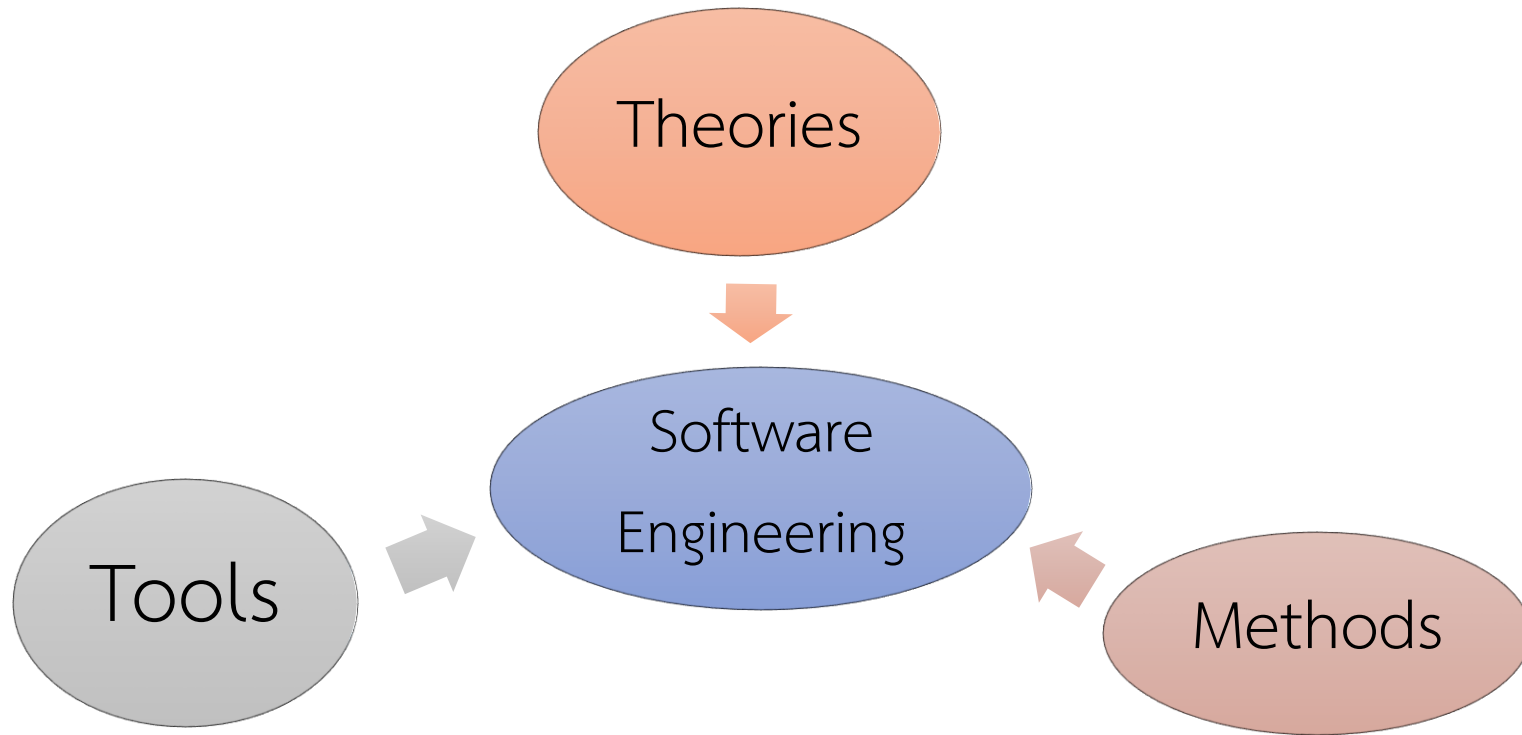 Theories
Software
Engineering
Tools
Methods